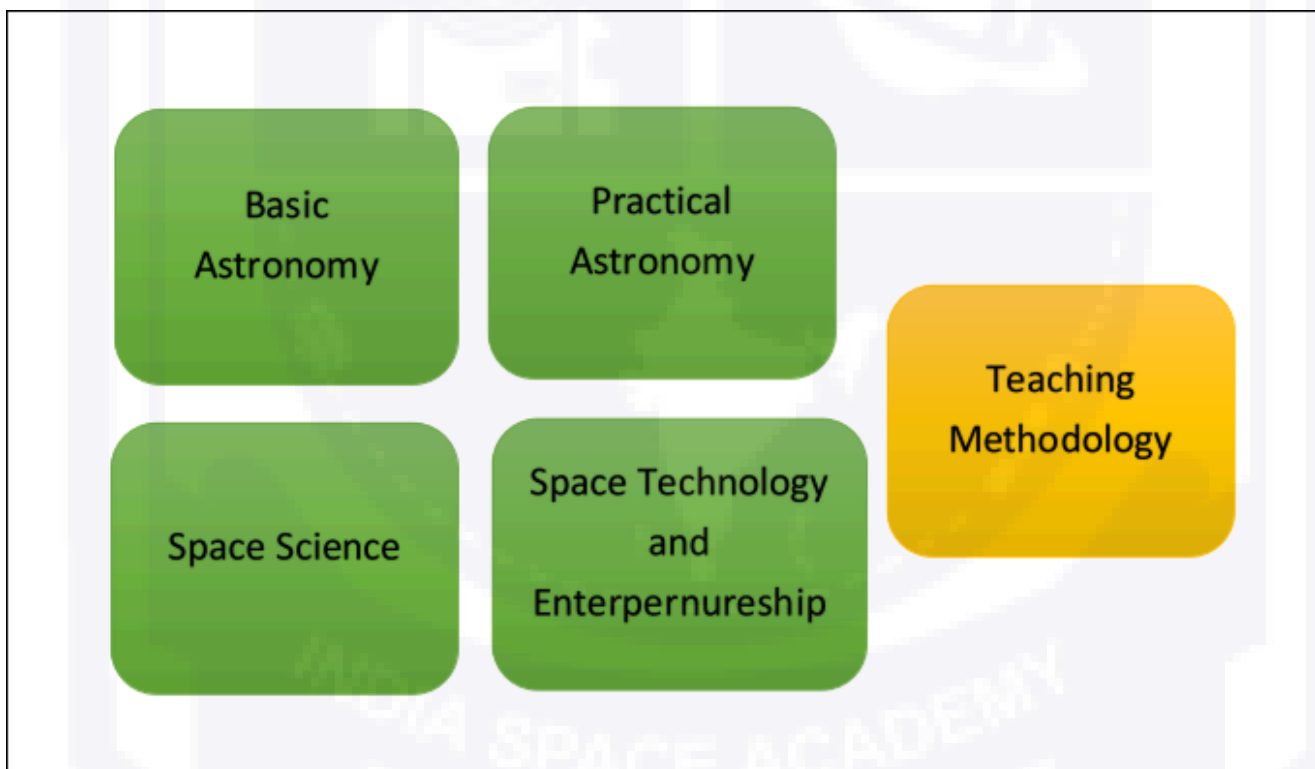 Basic
Astronomy
Practical
Astronomy
Teaching
Methodology
Space Science
Space Technology
and
Enterpernureship
INDIA SPACE ACADEMY